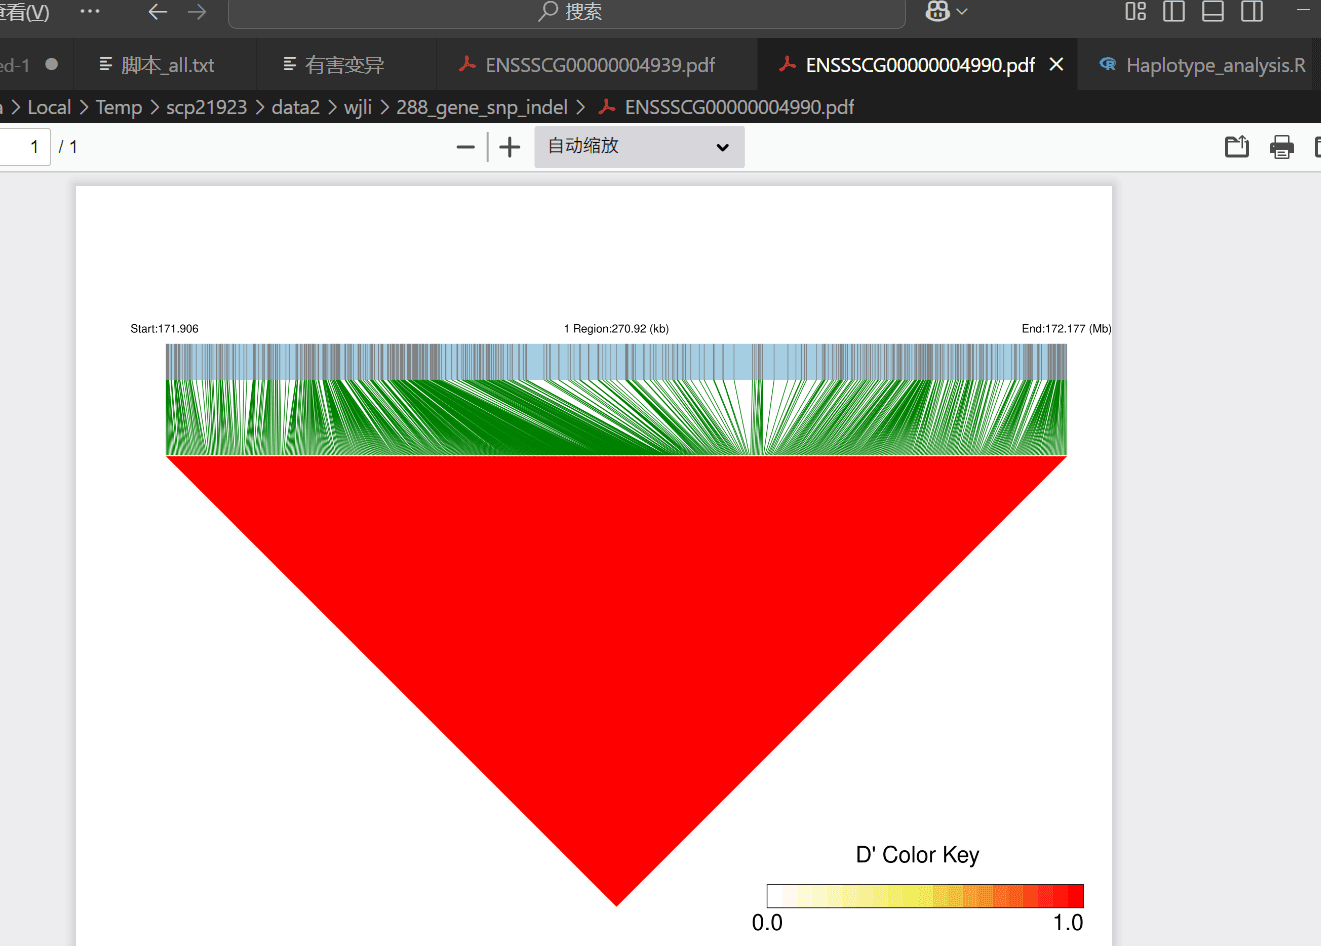 查看(V) ··· 搜索
ed-1 脚本_all.txt 有害变异 ENSSSCG00000004939.pdf ENSSSCG00000004990.pdf Haplotype_analysis.R
a > Local > Temp > scp21923 > data2 > wjli > 288_gene_snp_indel > ENSSSCG00000004990.pdf
1 / 1 自动缩放
Start:171.906 1 Region:270.92 (kb) End:172.177 (Mb)
D' Color Key
0.0 1.0